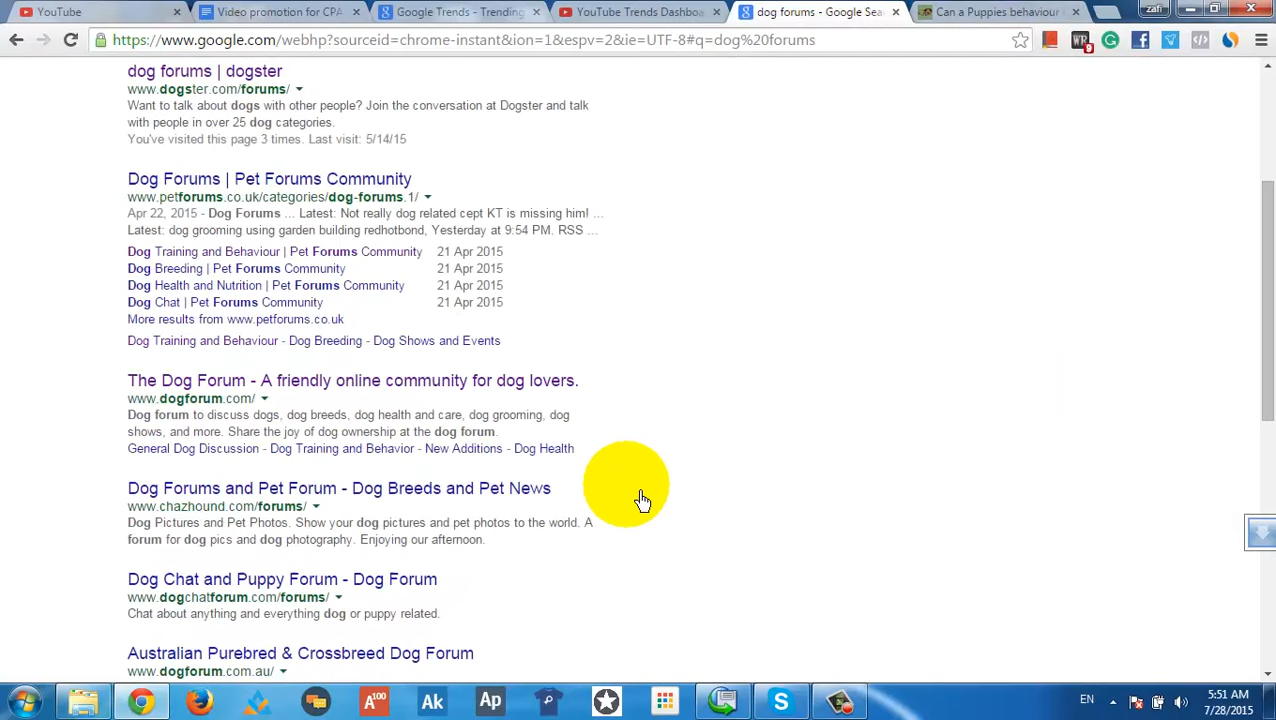 YouTube
Video promotion for CPA
Google Trends - Trending
YouTube Trends Dashboa
dog forums - Google Sea
Can a Puppies behaviour
zafi
https://www.google.com/webhp?sourceid=chrome-instant&ion=1&espv=2&ie=UTF-8#q=dog%20forums
WR
9
dog forums | dogster
www.dogster.com/forums/
Want to talk about dogs with other people? Join the conversation at Dogster and talk
with people in over 25 dog categories.
You've visited this page 3 times. Last visit: 5/14/15
Dog Forums | Pet Forums Community
www.petforums.co.uk/categories/dog-forums.1/
Apr 22, 2015 - Dog Forums ... Latest: Not really dog related cept KT is missing him! ...
Latest: dog grooming using garden building redhotbond, Yesterday at 9:54 PM. RSS ...
Dog Training and Behaviour | Pet Forums Community 21 Apr 2015
Dog Breeding | Pet Forums Community 21 Apr 2015
Dog Health and Nutrition | Pet Forums Community 21 Apr 2015
Dog Chat | Pet Forums Community 21 Apr 2015
More results from www.petforums.co.uk
Dog Training and Behaviour - Dog Breeding - Dog Shows and Events
The Dog Forum - A friendly online community for dog lovers.
www.dogforum.com/
Dog forum to discuss dogs, dog breeds, dog health and care, dog grooming, dog
shows, and more. Share the joy of dog ownership at the dog forum.
General Dog Discussion - Dog Training and Behavior - New Additions - Dog Health
Dog Forums and Pet Forum - Dog Breeds and Pet News
www.chazhound.com/forums/
Dog Pictures and Pet Photos. Show your dog pictures and pet photos to the world. A
forum for dog pics and dog photography. Enjoying our afternoon.
Dog Chat and Puppy Forum - Dog Forum
www.dogchatforum.com/forums/
Chat about anything and everything dog or puppy related.
Australian Purebred & Crossbreed Dog Forum
www.dogforum.com.au/
A100
Ak
Ap
EN
5:51 AM
7/28/2015